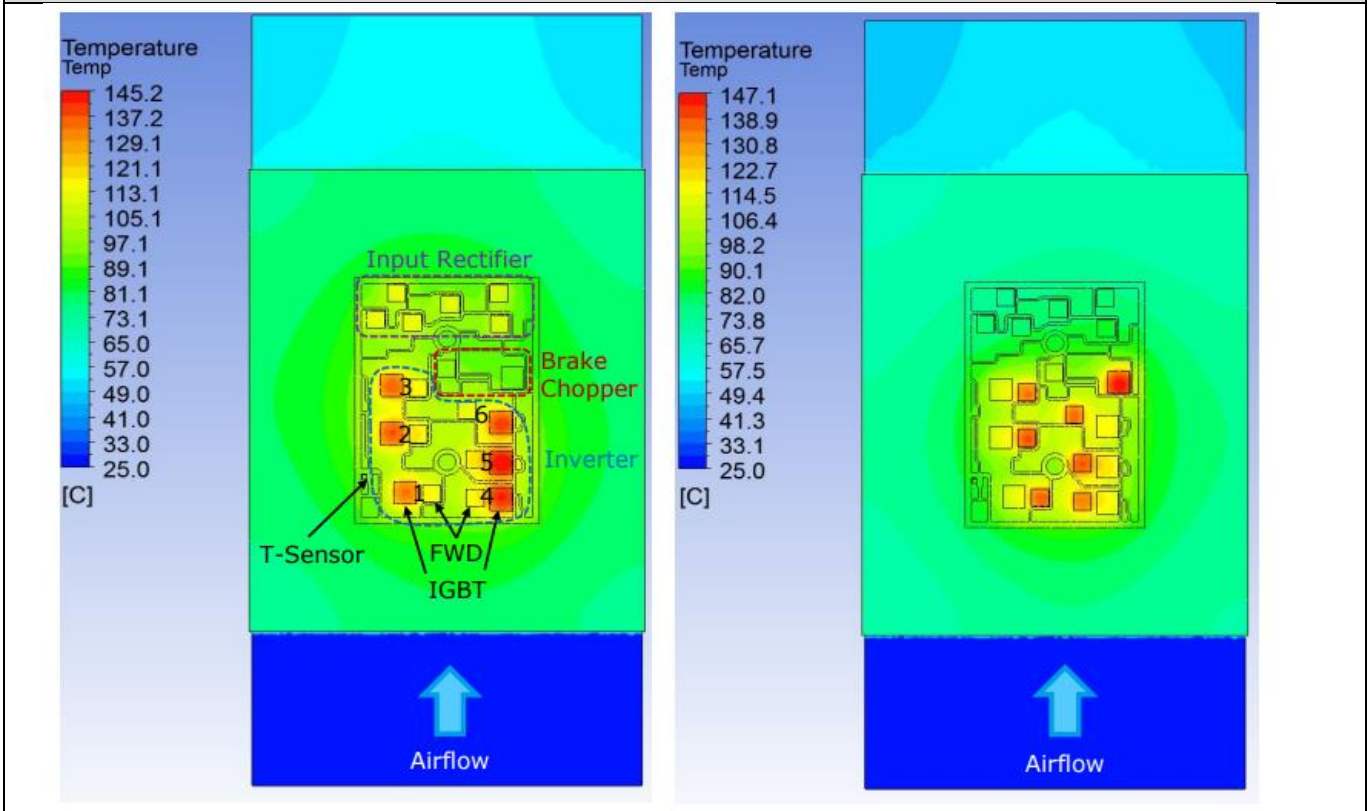 Temperature
Temp
145.2
137.2
129.1
121.1
113.1
105.1
97.1
89.1
81.1
73.1
65.0
57.0
49.0
41.0
33.0
25.0
[C]
Input Rectifier
Brake
Chopper
3
6
2
5
Inverter
1
4
T-Sensor
FWD
IGBT
Airflow
Temperature
Temp
147.1
138.9
130.8
122.7
114.5
106.4
98.2
90.1
82.0
73.8
65.7
57.5
49.4
41.3
33.1
25.0
[C]
Airflow